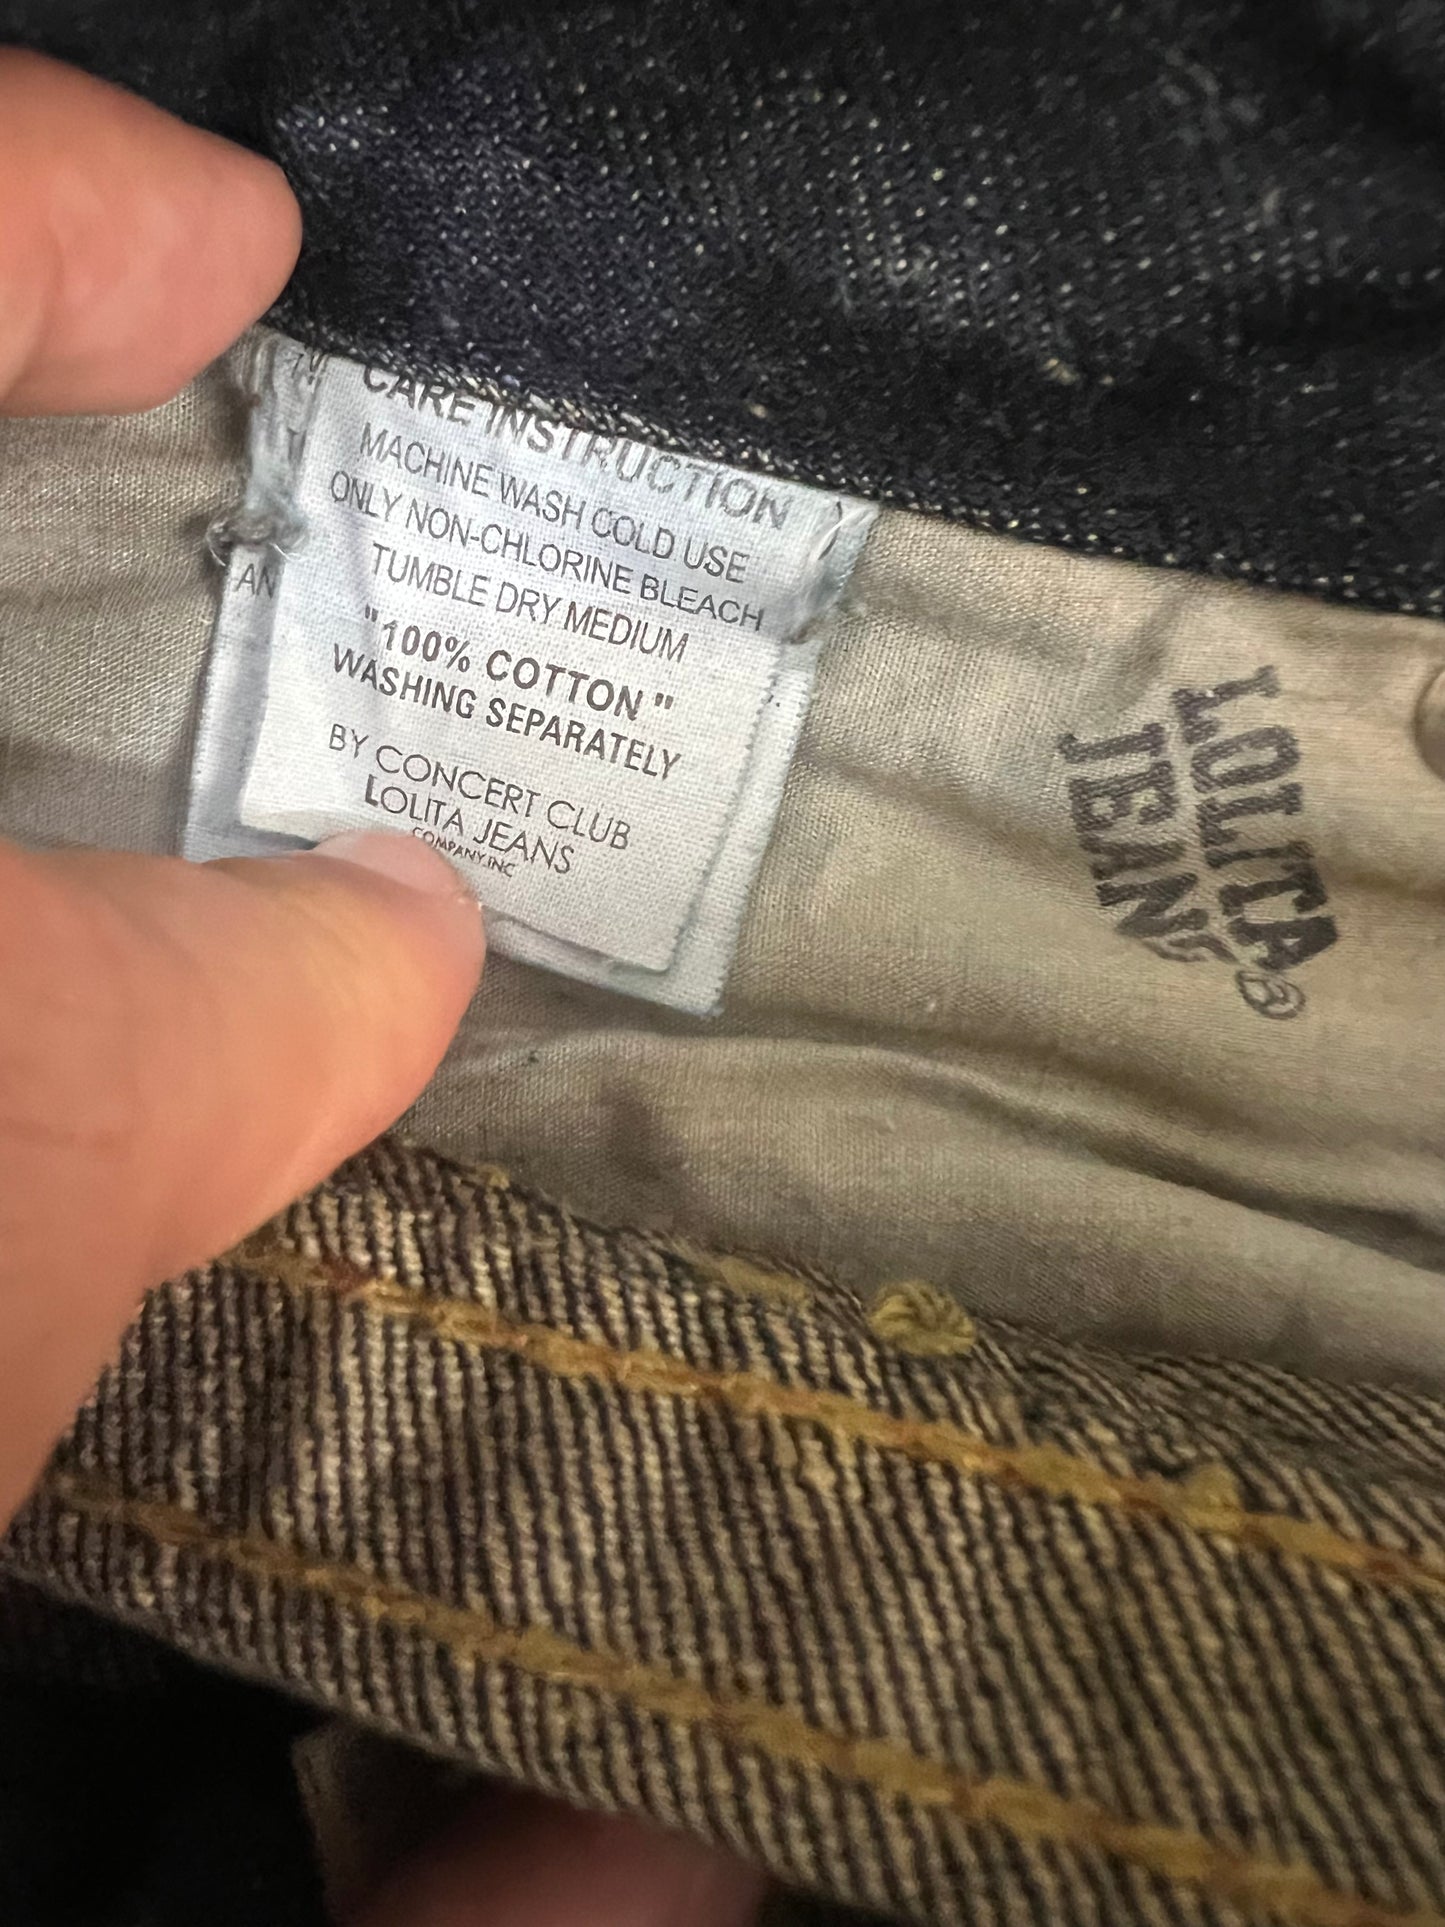 CARE INSTRUCTION
MACHINE WASH COLD USE
ONLY NON-CHLORINE BLEACH
TUMBLE DRY MEDIUM
"100% COTTON"
WASHING SEPARATELY
BY CONCERT CLUB
LOLITA JEANS
COMPANY.INC
AN
LOLITA
JEANS
®